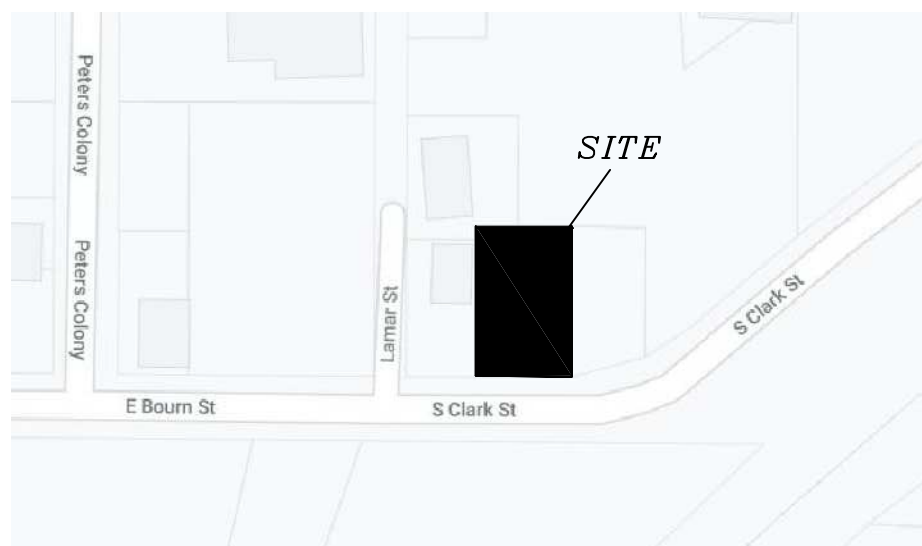 Peters Colony
SITE
Peters Colony
Lamar St
S Clark St
E Bourn St
S Clark St